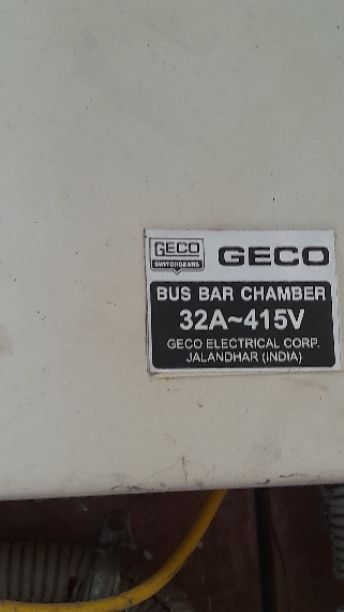 GECO
SWITCHGEARS
GECO
BUS BAR CHAMBER
32A~415V
GECO ELECTRICAL CORP.
JALANDHAR (INDIA)